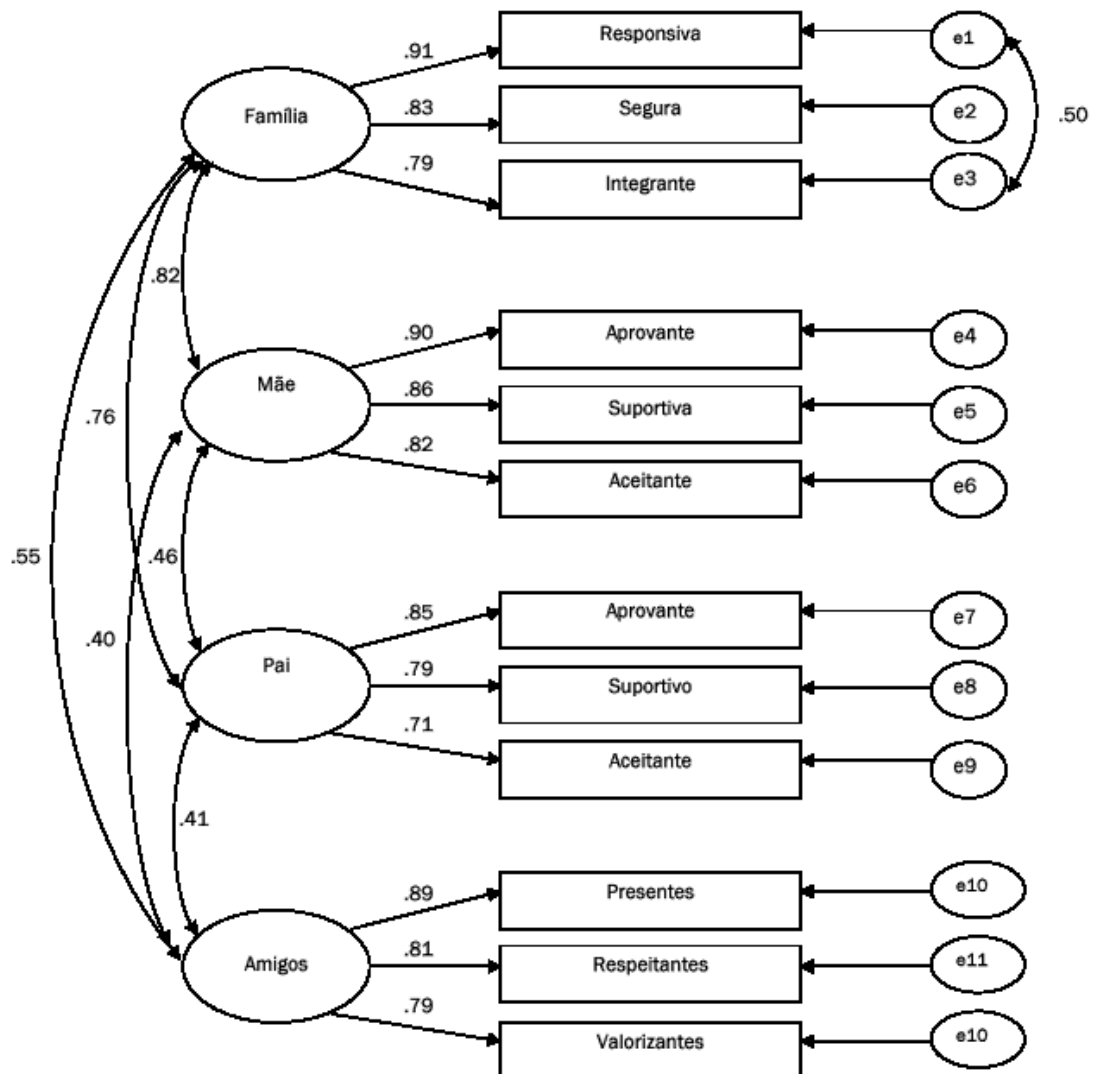 .91 Responsiva e1
Família .83 Segura e2 .50
.79 Integrante e3
.82
.90 Aprovante e4
Mãe .86 Suportiva e5
.76
.82 Aceitante e6
.55 .46
.85 Aprovante e7
.40
Pai .79 Suportivo e8
.71 Aceitante e9
.41
.89 Presentes e10
Amigos .81 Respeitantes e11
.79 Valorizantes e10